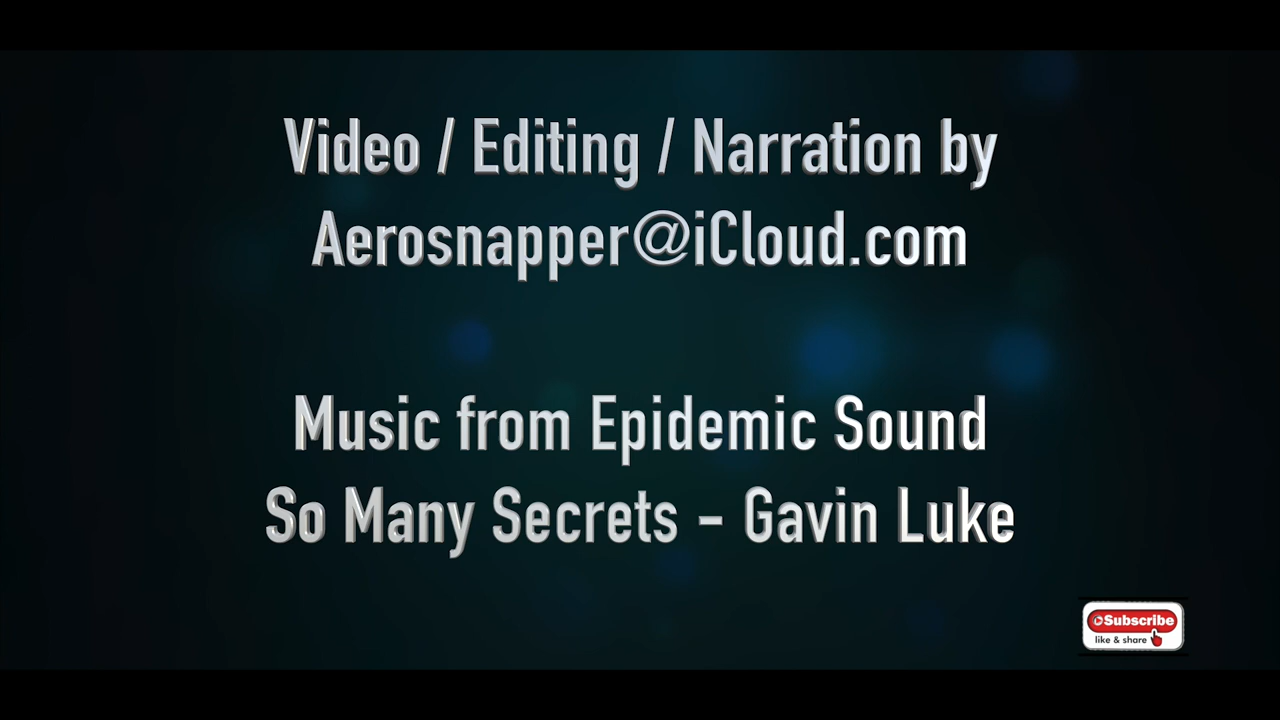 Video / Editing / Narration by
Aerosnapper@iCloud.com
Music from Epidemic Sound
So Many Secrets - Gavin Luke
Subscribe
like & share